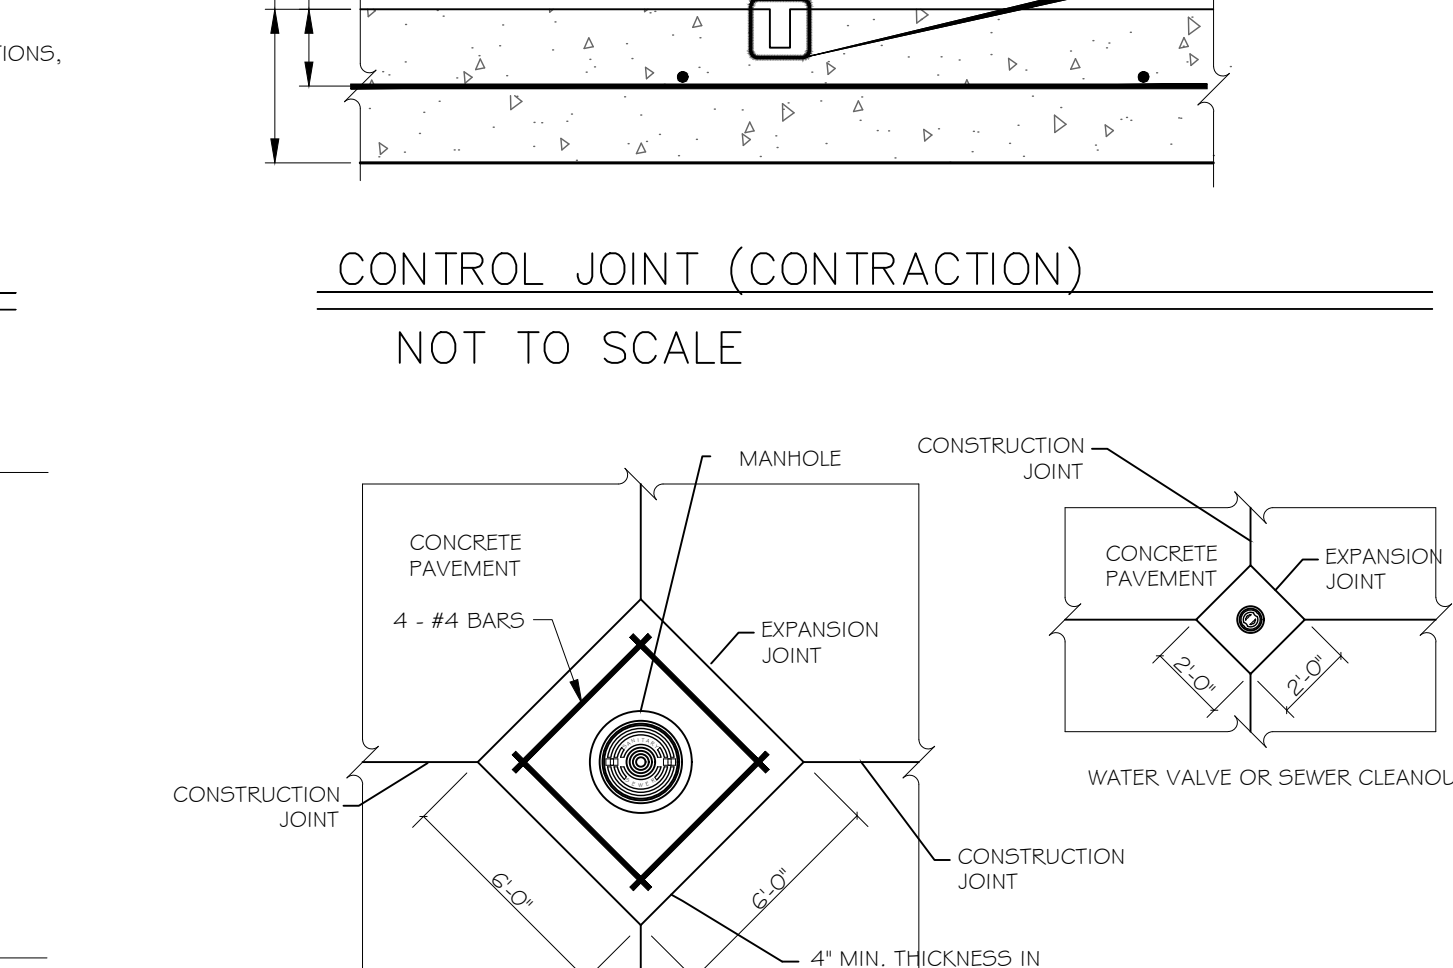 TIONS,
CONTROL JOINT (CONTRACTION)
NOT TO SCALE
MANHOLE
CONCRETE
PAVEMENT
4 - #4 BARS
EXPANSION
JOINT
CONSTRUCTION
JOINT
6'-0"
6'-0"
CONSTRUCTION
JOINT
4" MIN. THICKNESS IN
CONSTRUCTION
JOINT
CONCRETE
PAVEMENT
EXPANSION
JOINT
2'-0"
2'-0"
WATER VALVE OR SEWER CLEANOU